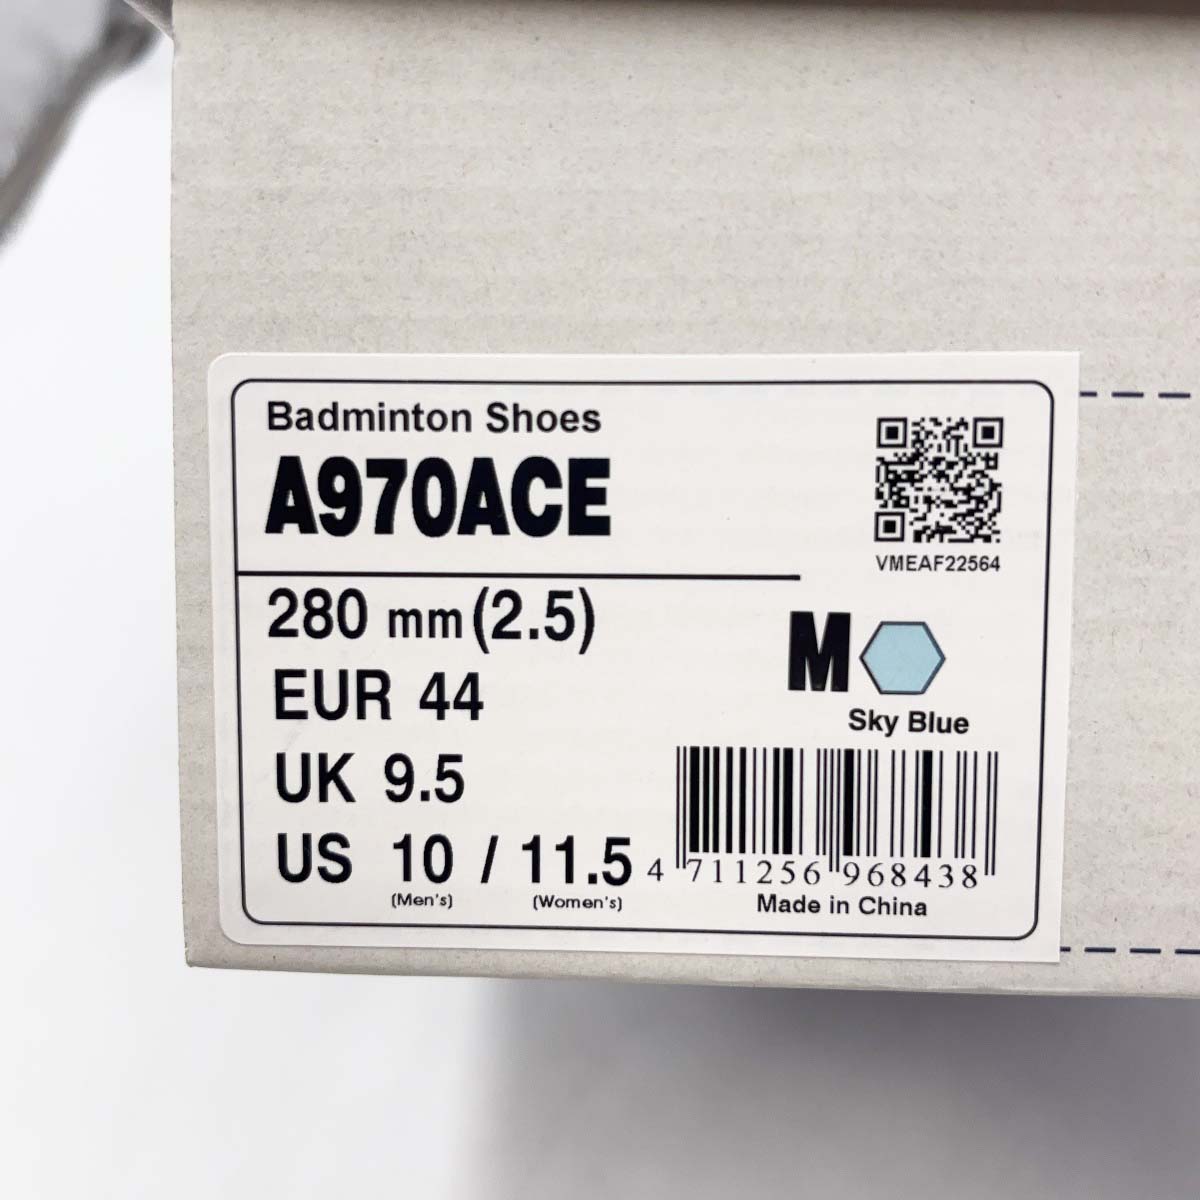 Badminton Shoes
A970ACE
VMEAF22564
280 mm (2.5)
EUR 44
M
Sky Blue
UK 9.5
US 10 / 11.5
(Men's) (Women's)
4 711256 968438
Made in China